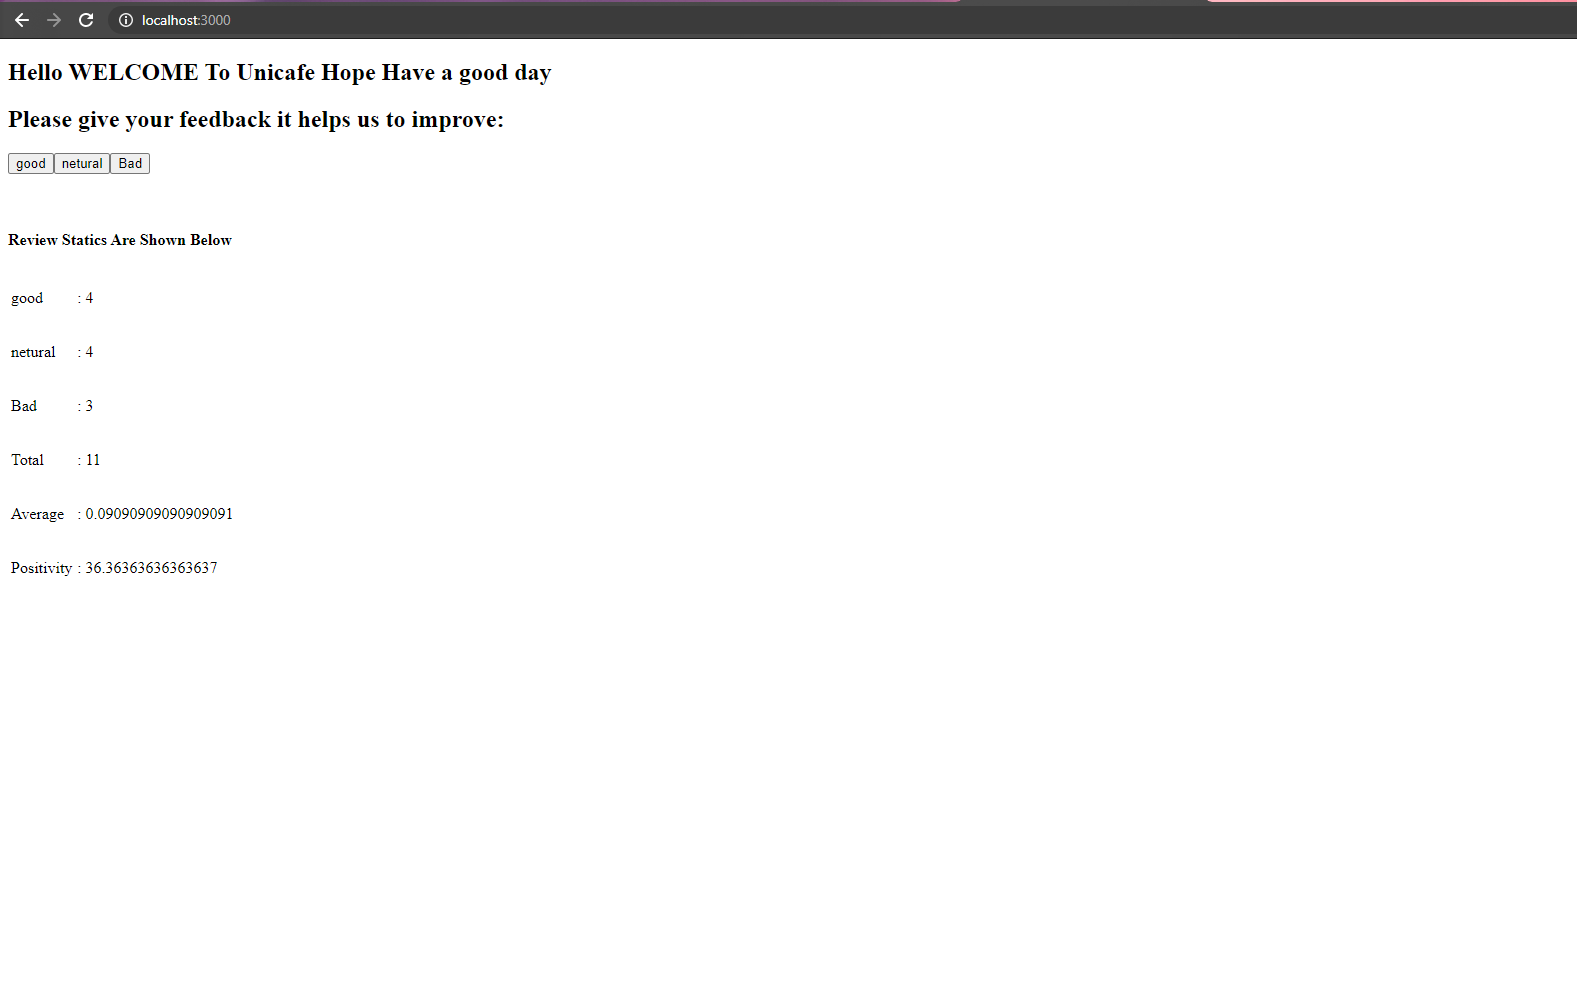 localhost:3000
Hello WELCOME To Unicafe Hope Have a good day
Please give your feedback it helps us to improve:
good netural Bad
Review Statics Are Shown Below
good : 4
netural : 4
Bad : 3
Total : 11
Average : 0.09090909090909091
Positivity : 36.36363636363637